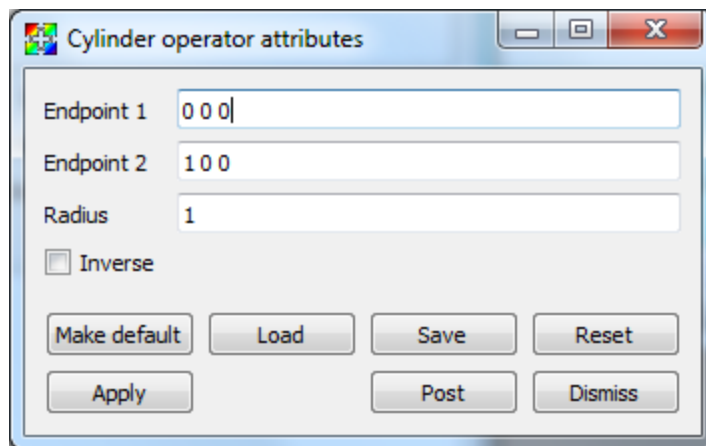 Cylinder operator attributes
Endpoint 1 0 0 0
Endpoint 2 1 0 0
Radius 1
Inverse
Make default Load Save Reset
Apply Post Dismiss